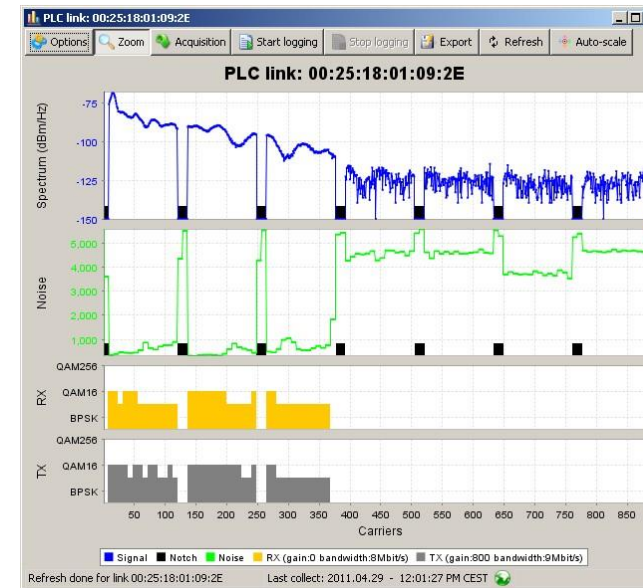 PLC link: 00:25:18:01:09:2E
Options Zoom Acquisition Start logging Stop logging Export Refresh Auto-scale
PLC link: 00:25:18:01:09:2E
Spectrum (dBm/Hz)
-75
-100
-125
-150
Noise
5,000
4,000
3,000
2,000
1,000
RX
QAM256
QAM16
BPSK
TX
QAM256
QAM16
BPSK
50 100 150 200 250 300 350 400 450 500 550 600 650 700 750 800 850
Carriers
Signal Notch Noise RX (gain:0 bandwidth:8Mbit/s) TX (gain:800 bandwidth:9Mbit/s)
Refresh done for link 00:25:18:01:09:2E Last collect: 2011.04.29 - 12:01:27 PM CEST